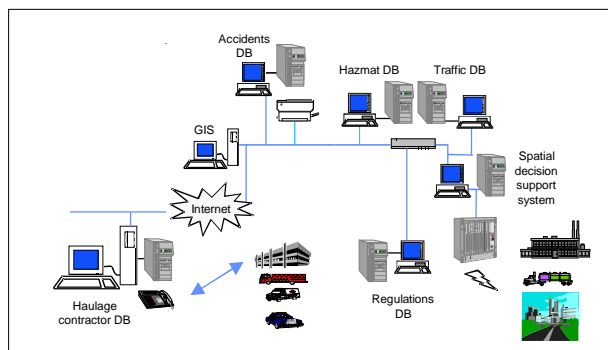 Accidents
DB
Hazmat DB
Traffic DB
GIS
Spatial
decision
support
system
Internet
Haulage
contractor DB
Regulations
DB